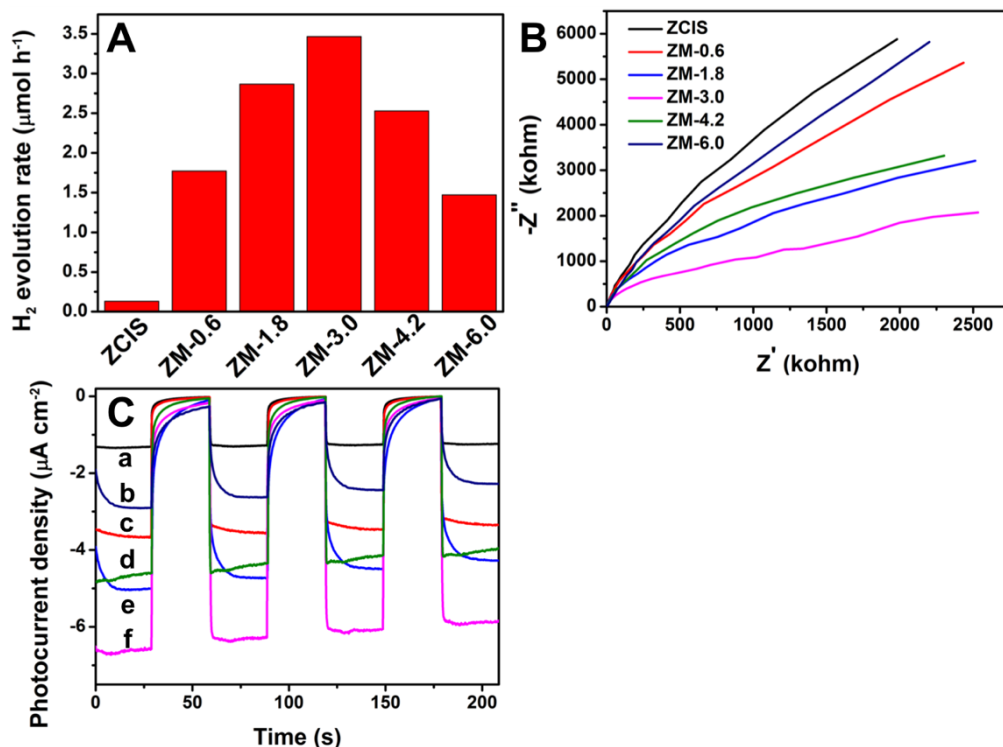 A
H₂ evolution rate (μmol h⁻¹)
3.5
3.0
2.5
2.0
1.5
1.0
0.5
0.0
ZCIS
ZM-0.6
ZM-1.8
ZM-3.0
ZM-4.2
ZM-6.0
B
-Z'' (kohm)
6000
5000
4000
3000
2000
1000
0
ZCIS
ZM-0.6
ZM-1.8
ZM-3.0
ZM-4.2
ZM-6.0
0 500 1000 1500 2000 2500
Z' (kohm)
C
Photocurrent density (μA cm⁻²)
0
-2
-4
-6
a
b
c
d
e
f
0 50 100 150 200
Time (s)